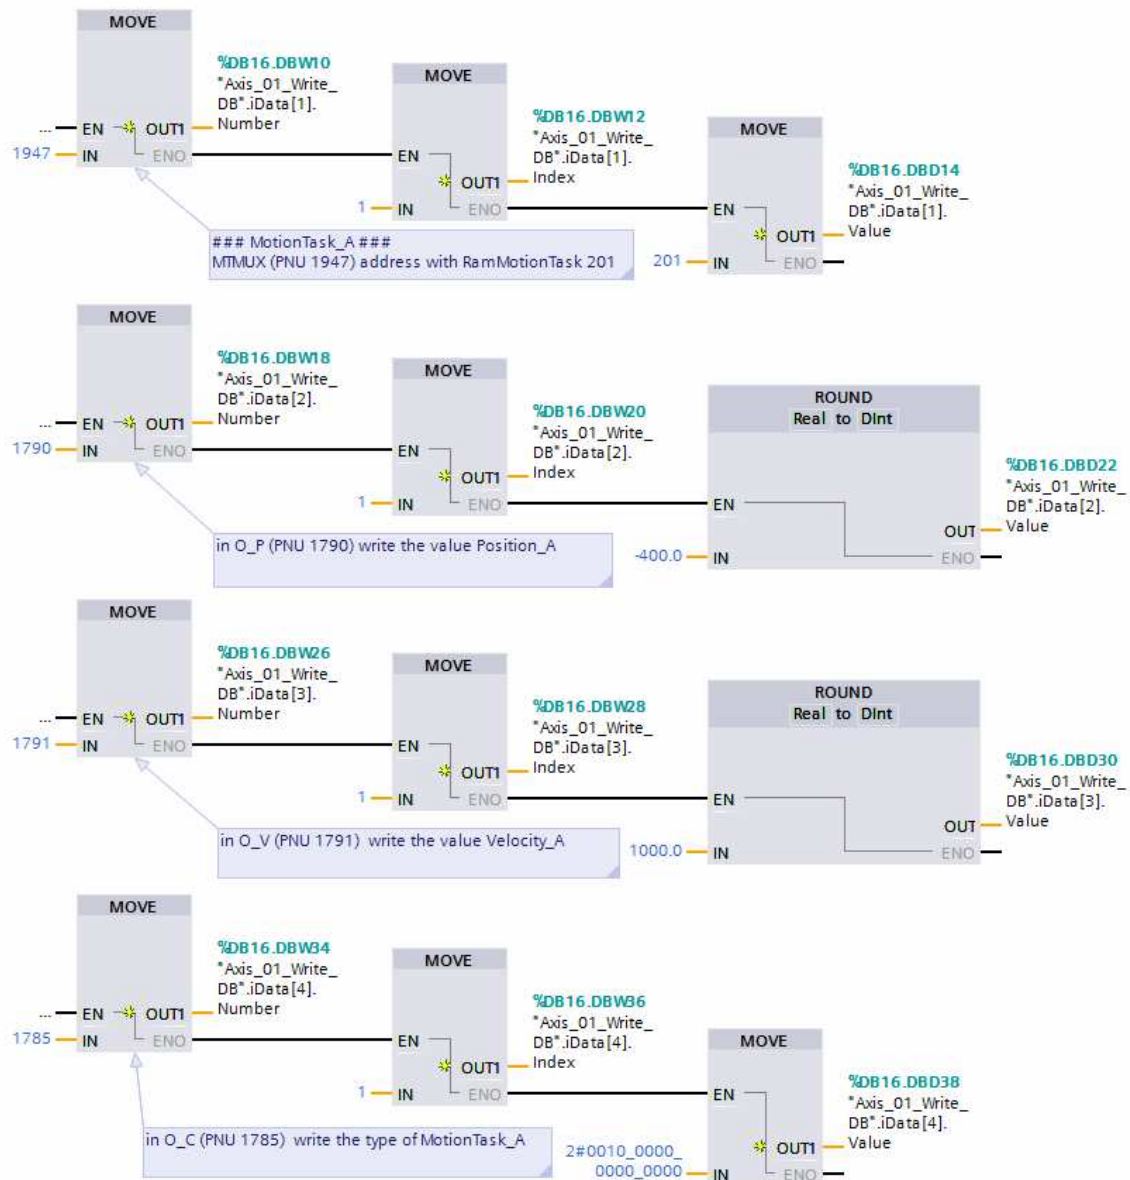 MOVE
%DB16.DBW10
"Axis_01_Write_
DB".iData[1].
Number
... EN OUT1
1947 IN ENO
MOVE
%DB16.DBW12
"Axis_01_Write_
DB".iData[1].
Index
EN OUT1
1 IN ENO
MOVE
%DB16.DBD14
"Axis_01_Write_
DB".iData[1].
Value
EN OUT1
201 IN ENO
### MotionTask_A ###
MTMUX (PNU 1947) address with RamMotionTask 201
MOVE
%DB16.DBW18
"Axis_01_Write_
DB".iData[2].
Number
... EN OUT1
1790 IN ENO
MOVE
%DB16.DBW20
"Axis_01_Write_
DB".iData[2].
Index
EN OUT1
1 IN ENO
ROUND
Real to DInt
%DB16.DBD22
"Axis_01_Write_
DB".iData[2].
Value
EN OUT
-400.0 IN ENO
in O_P (PNU 1790) write the value Position_A
MOVE
%DB16.DBW26
"Axis_01_Write_
DB".iData[3].
Number
... EN OUT1
1791 IN ENO
MOVE
%DB16.DBW28
"Axis_01_Write_
DB".iData[3].
Index
EN OUT1
1 IN ENO
ROUND
Real to DInt
%DB16.DBD30
"Axis_01_Write_
DB".iData[3].
Value
EN OUT
1000.0 IN ENO
in O_V (PNU 1791) write the value Velocity_A
MOVE
%DB16.DBW34
"Axis_01_Write_
DB".iData[4].
Number
... EN OUT1
1785 IN ENO
MOVE
%DB16.DBW36
"Axis_01_Write_
DB".iData[4].
Index
EN OUT1
1 IN ENO
MOVE
%DB16.DBD38
"Axis_01_Write_
DB".iData[4].
Value
EN OUT1
2#0010_0000_
0000_0000 IN ENO
in O_C (PNU 1785) write the type of MotionTask_A